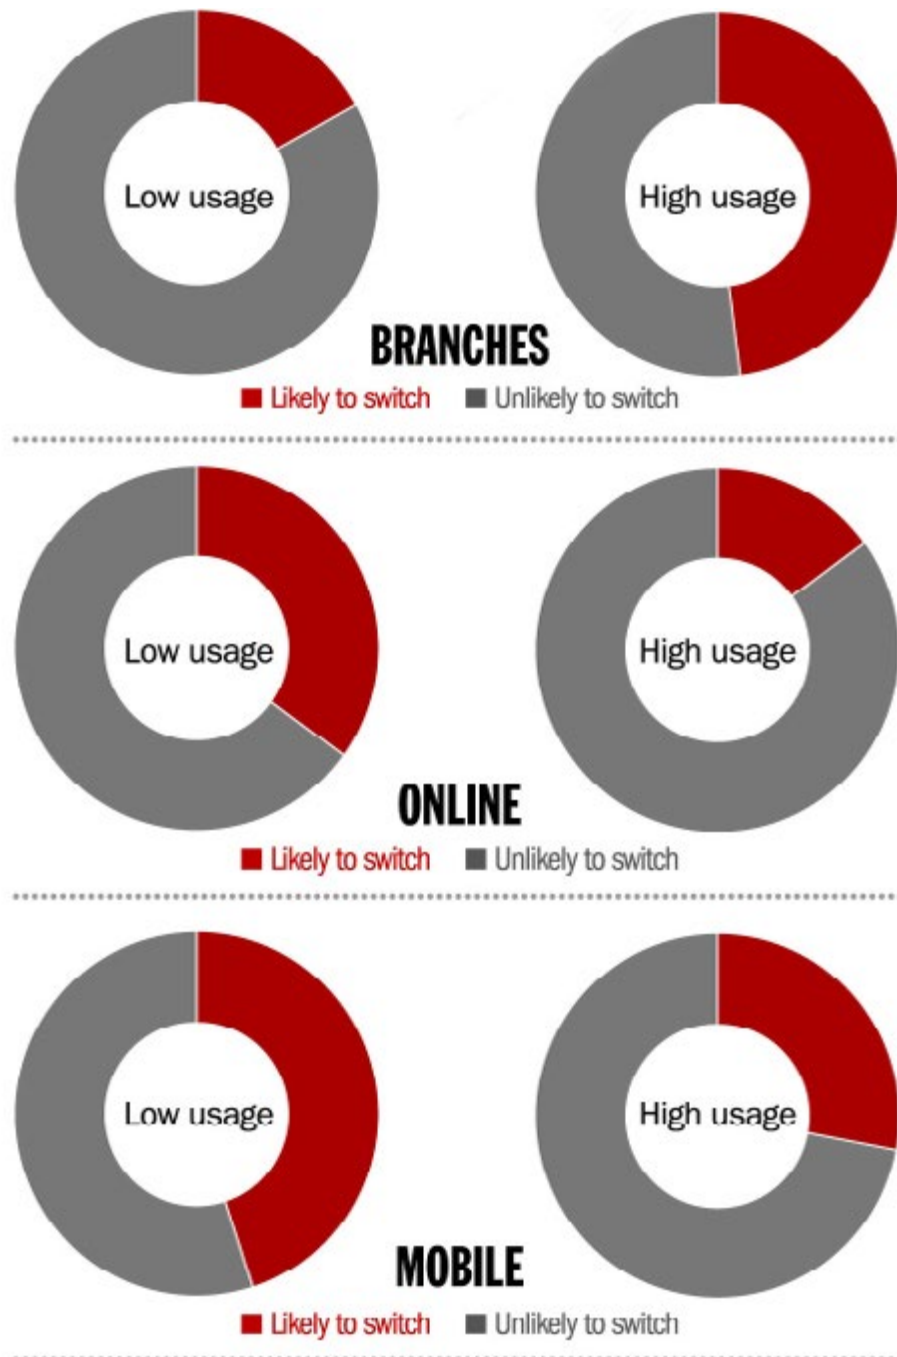 Low usage
High usage
BRANCHES
Likely to switch Unlikely to switch
Low usage
High usage
ONLINE
Likely to switch Unlikely to switch
Low usage
High usage
MOBILE
Likely to switch Unlikely to switch